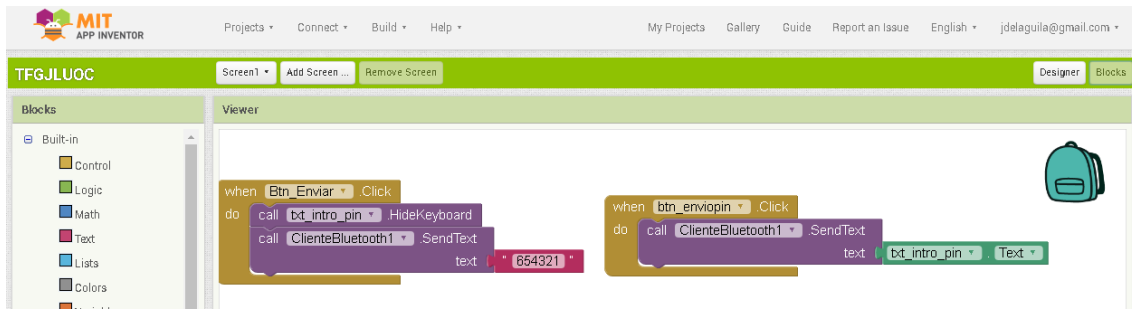 MIT
APP INVENTOR
Projects Connect Build Help My Projects Gallery Guide Report an Issue English jdelaguila@gmail.com
TFGJLUOC Screen1 Add Screen ... Remove Screen Designer Blocks
Blocks Viewer
Built-in
Control
Logic
Math
Text
Lists
Colors
when Btn_Enviar .Click
do call txt_intro_pin .HideKeyboard
call ClienteBluetooth1 .SendText
text " 654321 "
when btn_enviopin .Click
do call ClienteBluetooth1 .SendText
text txt_intro_pin . Text